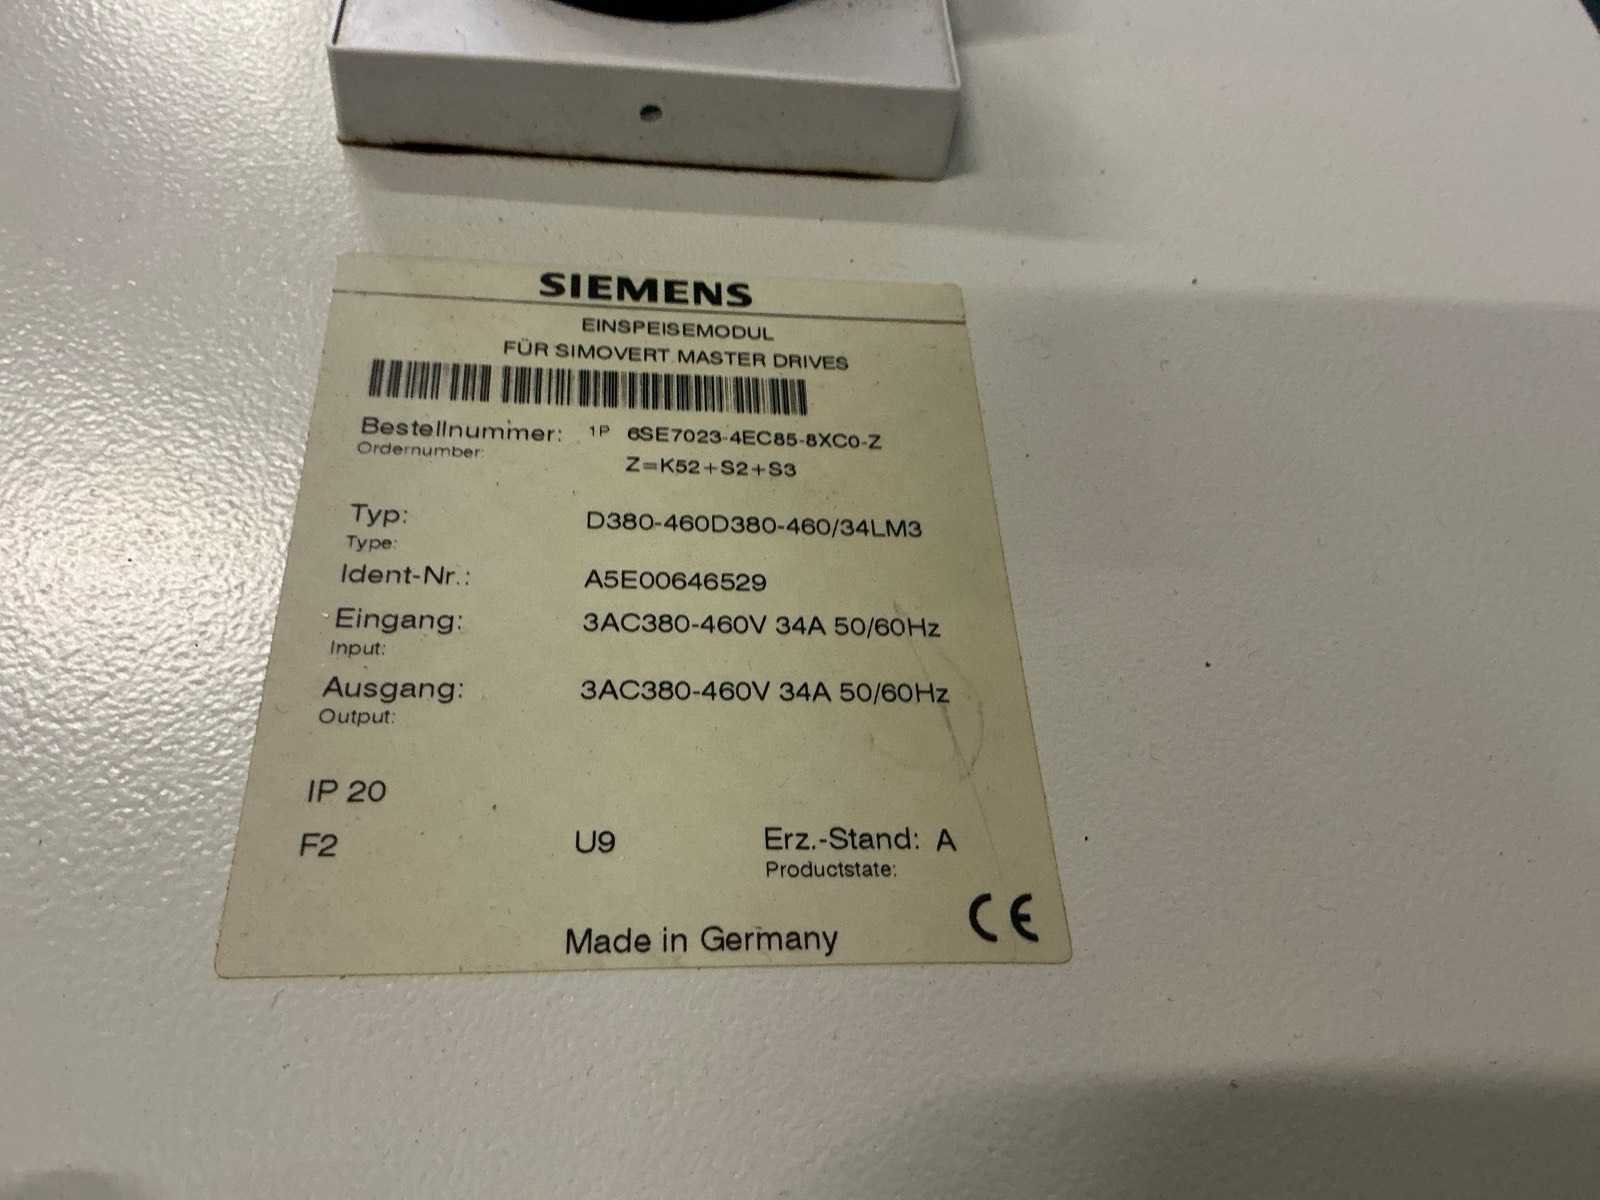 SIEMENS
EINSPEISEMODUL
FÜR SIMOVERT MASTER DRIVES
Bestellnummer: 1P 6SE7023-4EC85-8XC0-Z
Ordernumber: Z=K52+S2+S3
Typ: D380-460D380-460/34LM3
Type:
Ident-Nr.: A5E00646529
Eingang: 3AC380-460V 34A 50/60Hz
Input:
Ausgang: 3AC380-460V 34A 50/60Hz
Output:
IP 20
F2 U9 Erz.-Stand: A
Productstate:
CE
Made in Germany